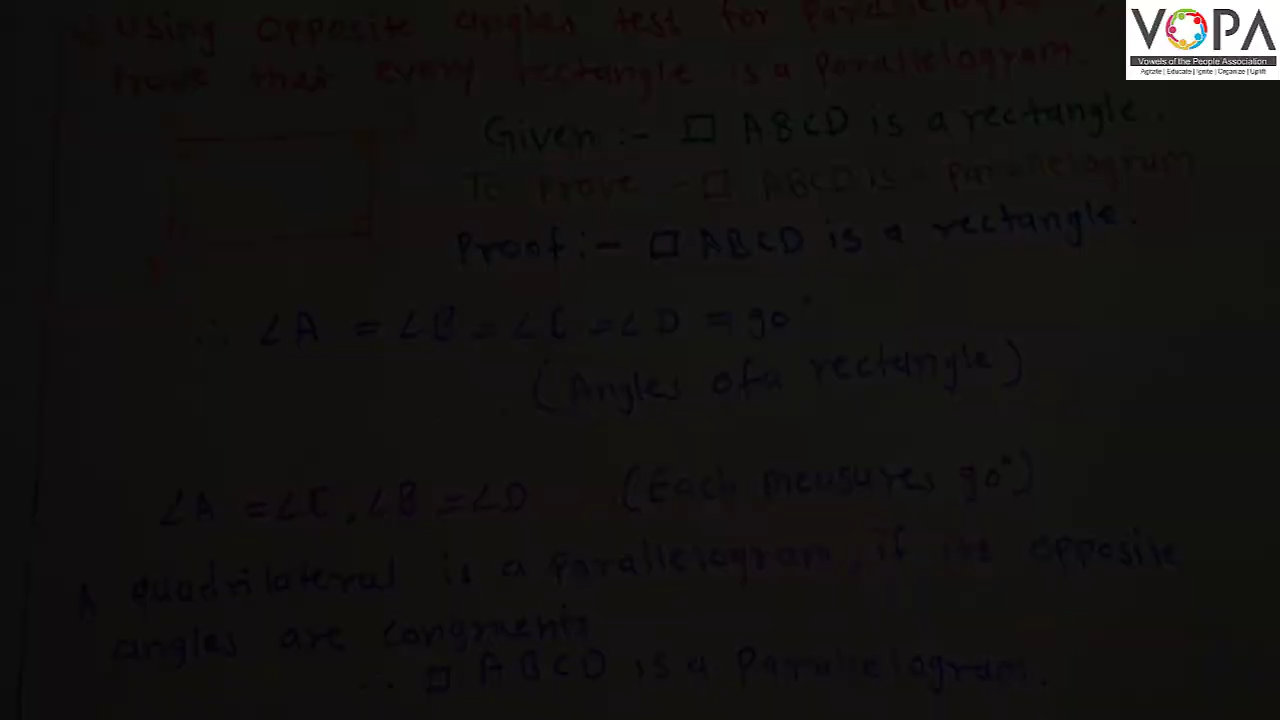 Using opposite angles test for parallelogram,
prove that every rectangle is a parallelogram.
VOPA
Vowels of the People Association
Agitate | Educate | Ignite | Organize | Uplift
Given :- □ ABCD is a rectangle.
To prove - □ ABCD is a parallelogram
Proof :- □ ABCD is a rectangle.
∴ ∠A = ∠B = ∠C = ∠D = 90°
(Angles of a rectangle)
∠A = ∠C, ∠B = ∠D (Each measures 90°)
A quadrilateral is a parallelogram, if its opposite
angles are congruent.
∴ □ ABCD is a parallelogram.